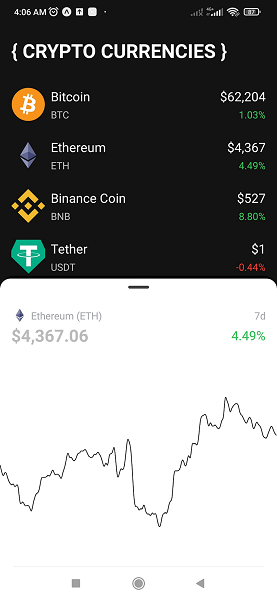 4:06 AM
{ CRYPTO CURRENCIES }
Bitcoin $62,204
BTC 1.03%
Ethereum $4,367
ETH 4.49%
Binance Coin $527
BNB 8.80%
Tether $1
USDT -0.44%
Ethereum (ETH) 7d
$4,367.06 4.49%